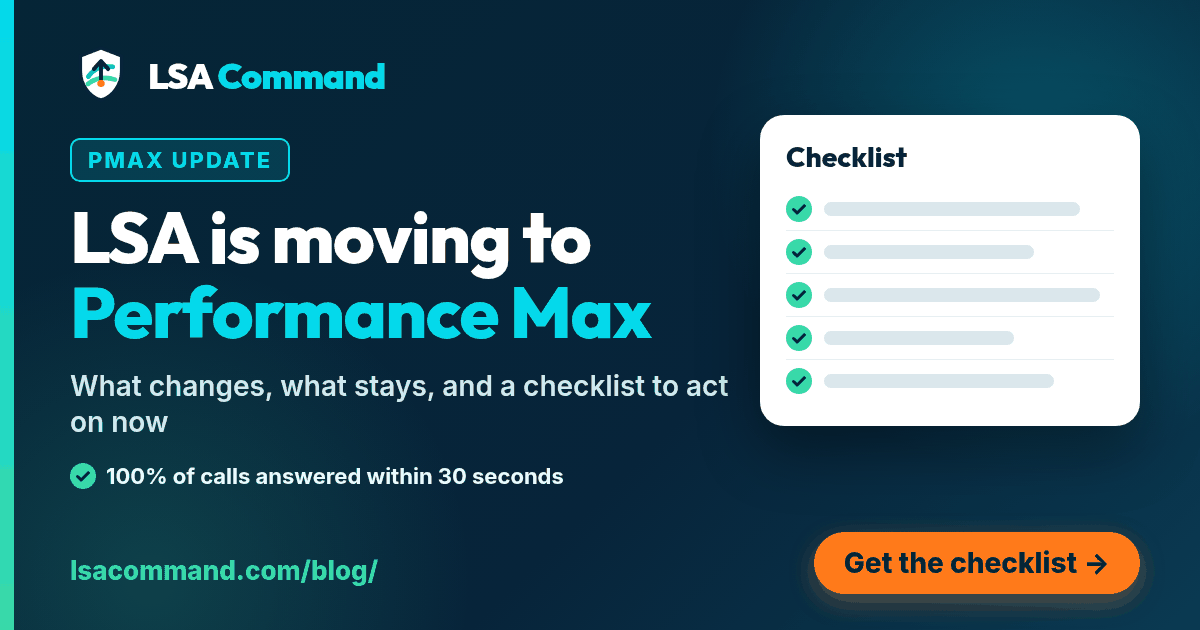 LSA Command
PMAX UPDATE
LSA is moving to
Performance Max
What changes, what stays, and a checklist to act
on now
100% of calls answered within 30 seconds
lsacommand.com/blog/
Checklist
Get the checklist →